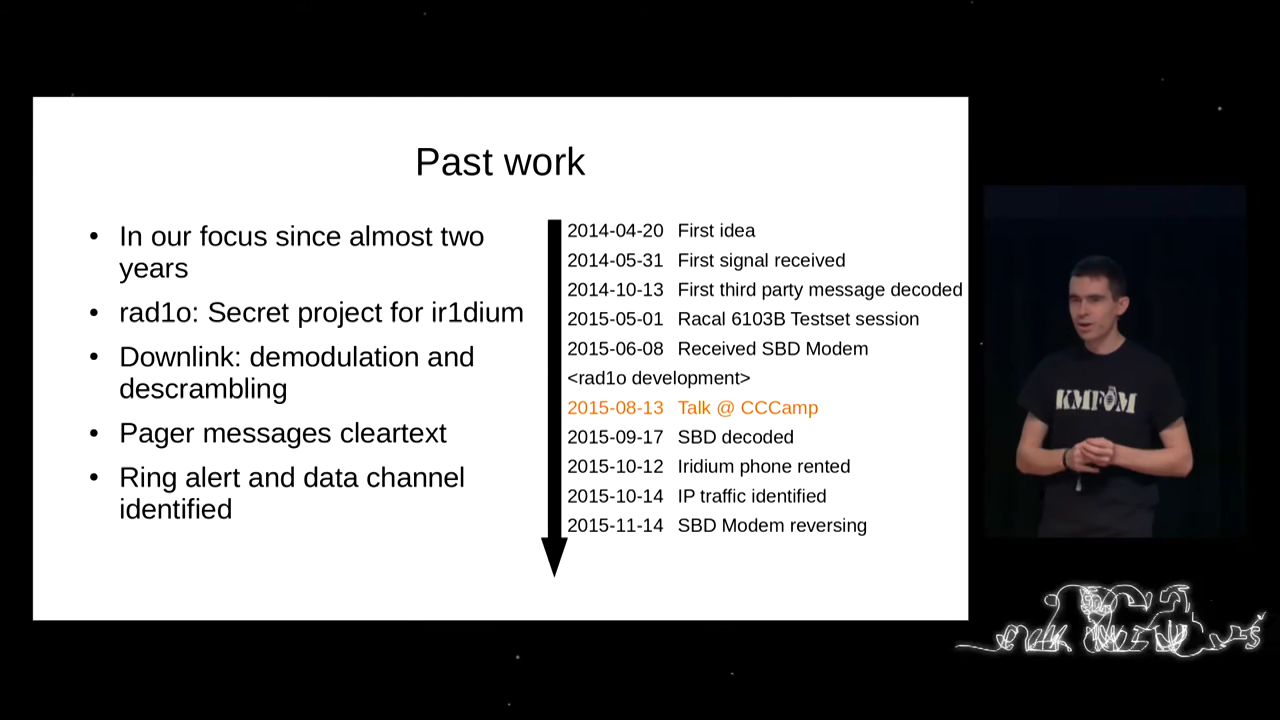 Past work
• In our focus since almost two
years
• rad1o: Secret project for ir1dium
• Downlink: demodulation and
descrambling
• Pager messages cleartext
• Ring alert and data channel
identified
2014-04-20 First idea
2014-05-31 First signal received
2014-10-13 First third party message decoded
2015-05-01 Racal 6103B Testset session
2015-06-08 Received SBD Modem
<rad1o development>
2015-08-13 Talk @ CCCamp
2015-09-17 SBD decoded
2015-10-12 Iridium phone rented
2015-10-14 IP traffic identified
2015-11-14 SBD Modem reversing
KMFOM